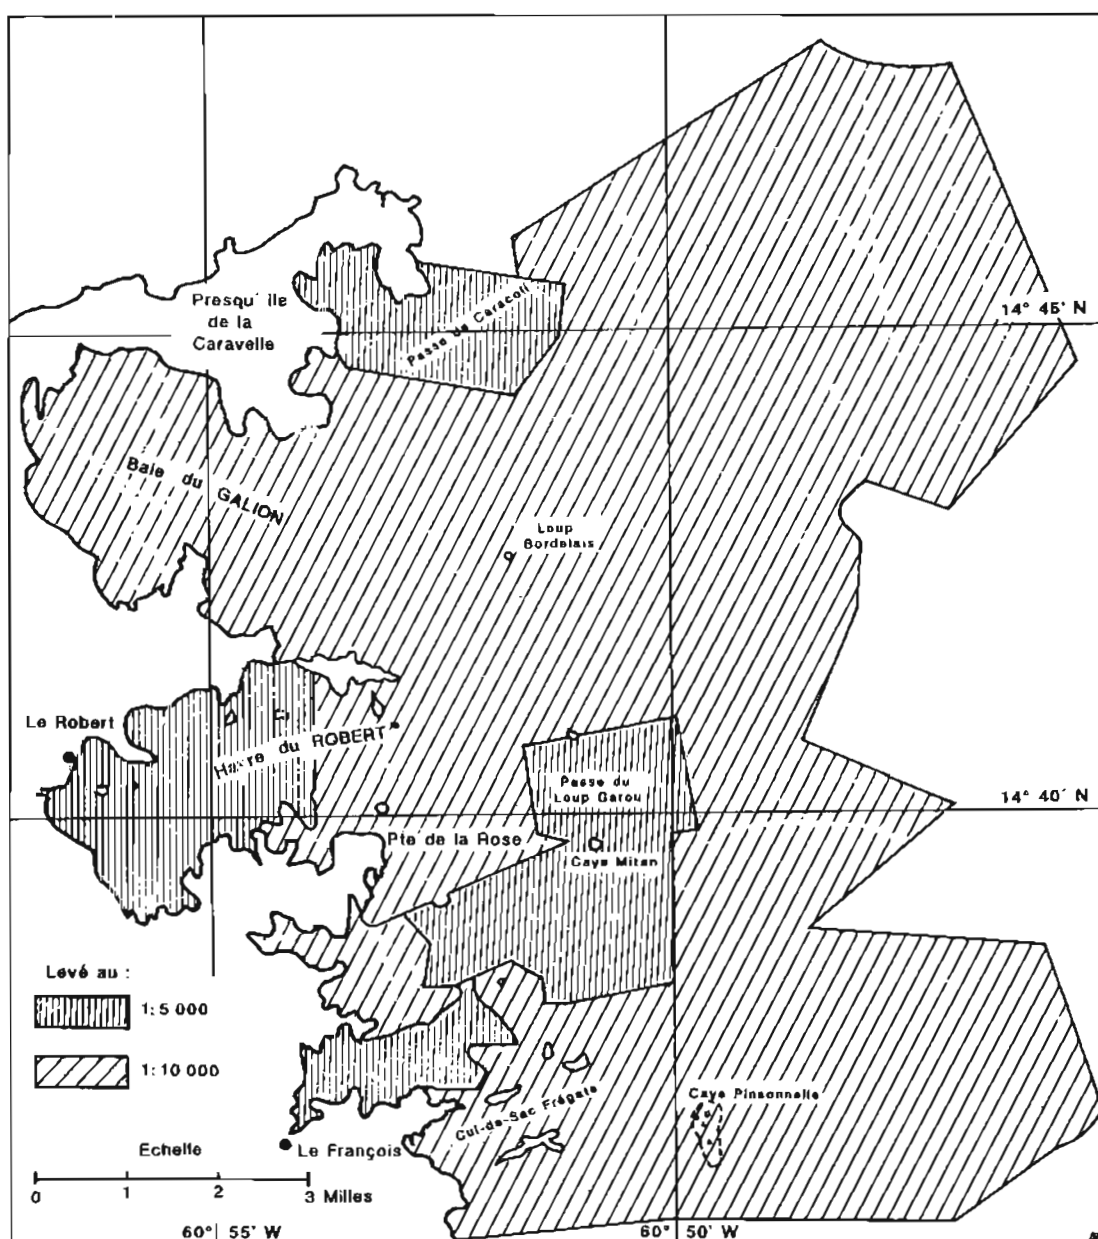 Presqu'île
de la
Caravelle
Passe de Caracoli
14° 45' N
Baie du GALION
Loup
Bordelais
Le Robert
Havre du ROBERT
Passe du
Loup Garou
14° 40' N
Pte de la Rose
Caye Mitan
Levé au :
1: 5 000
1: 10 000
Caye Pinsonnelle
Cul-de-Sac Frégate
Echelle
Le François
0 1 2 3 Milles
60° 55' W
60° 50' W